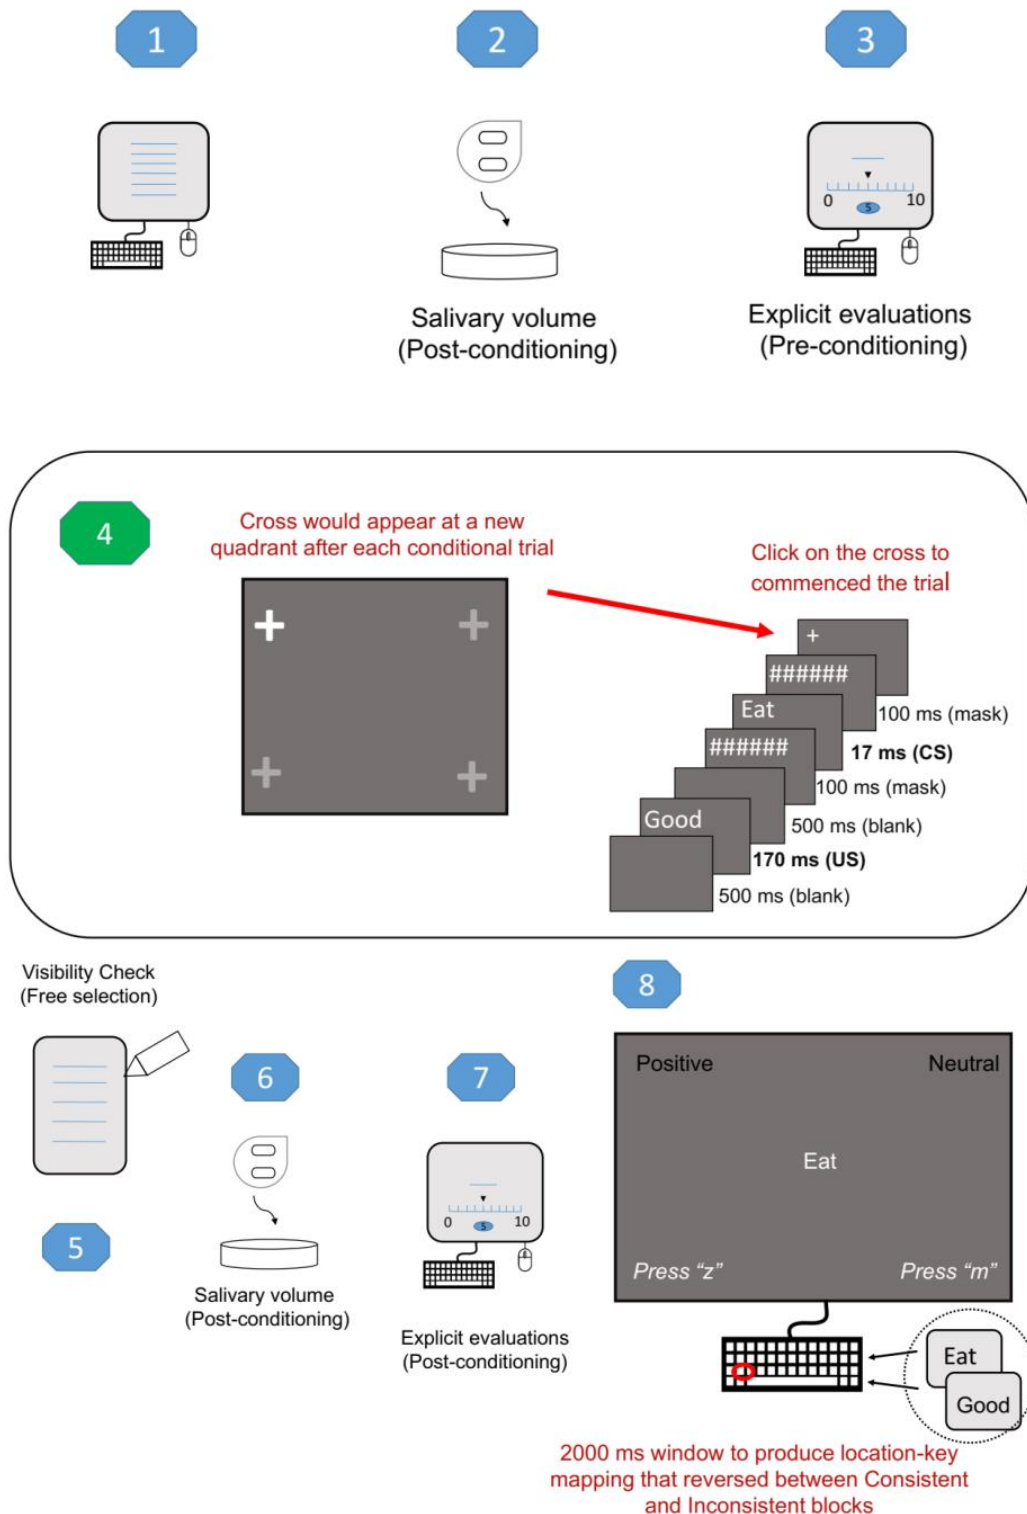 1
2
3
0
10
5
Salivary volume
(Post-conditioning)
Explicit evaluations
(Pre-conditioning)
4
Cross would appear at a new
quadrant after each conditional trial
Click on the cross to
commenced the trial
+
######
100 ms (mask)
Eat
17 ms (CS)
######
100 ms (mask)
500 ms (blank)
Good
170 ms (US)
500 ms (blank)
Visibility Check
(Free selection)
5
6
Salivary volume
(Post-conditioning)
7
0
10
5
Explicit evaluations
(Post-conditioning)
8
Positive
Neutral
Eat
Press “z”
Press “m”
Eat
Good
2000 ms window to produce location-key
mapping that reversed between Consistent
and Inconsistent blocks